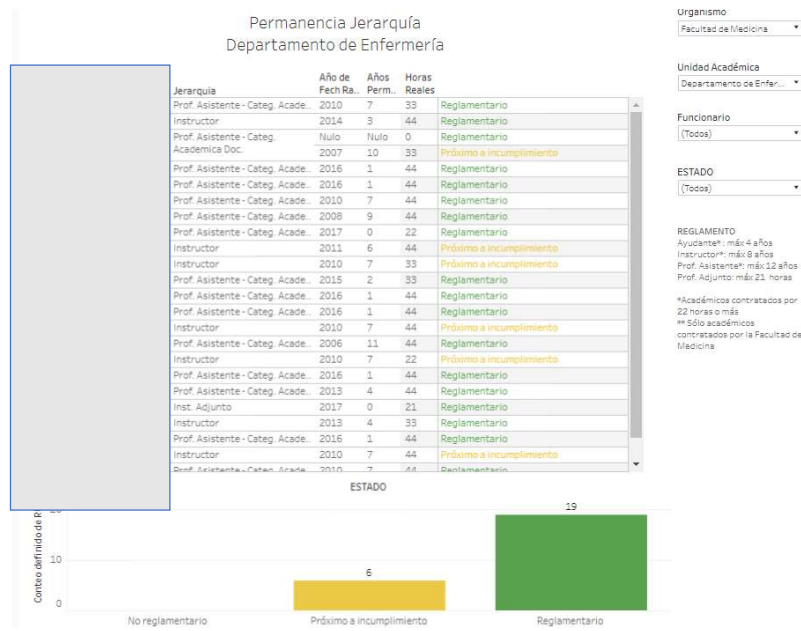 Permanencia Jerarquía
Departamento de Enfermería
Organismo
Facultad de Medicina
Unidad Académica
Departamento de Enfer...
Funcionario
(Todos)
ESTADO
(Todos)
REGLAMENTO
Ayudante*: máx 4 años
Instructor*: máx 8 años
Prof. Asistente*: máx 12 años
Prof. Adjunto: máx 21 horas
*Académicos contratados por
22 horas o más
** Sólo académicos
contratados por la Facultad de
Medicina
Jerarquia Año de Fech Ra.. Años Perm.. Horas Reales
Prof. Asistente - Categ. Acade.. 2010 7 33 Reglamentario
Instructor 2014 3 44 Reglamentario
Prof. Asistente - Categ. Academica Doc. Nulo Nulo 0 Reglamentario
2007 10 33 Próximo a incumplimiento
Prof. Asistente - Categ. Acade.. 2016 1 44 Reglamentario
Prof. Asistente - Categ. Acade.. 2016 1 44 Reglamentario
Prof. Asistente - Categ. Acade.. 2010 7 44 Reglamentario
Prof. Asistente - Categ. Acade.. 2008 9 44 Reglamentario
Prof. Asistente - Categ. Acade.. 2017 0 22 Reglamentario
Instructor 2011 6 44 Próximo a incumplimiento
Instructor 2010 7 33 Próximo a incumplimiento
Prof. Asistente - Categ. Acade.. 2015 2 33 Reglamentario
Prof. Asistente - Categ. Acade.. 2016 1 44 Reglamentario
Prof. Asistente - Categ. Acade.. 2016 1 44 Reglamentario
Instructor 2010 7 44 Próximo a incumplimiento
Prof. Asistente - Categ. Acade.. 2006 11 44 Reglamentario
Instructor 2010 7 22 Próximo a incumplimiento
Prof. Asistente - Categ. Acade.. 2016 1 44 Reglamentario
Prof. Asistente - Categ. Acade.. 2013 4 44 Reglamentario
Inst. Adjunto 2017 0 21 Reglamentario
Instructor 2013 4 33 Reglamentario
Prof. Asistente - Categ. Acade.. 2016 1 44 Reglamentario
Instructor 2010 7 44 Próximo a incumplimiento
Prof. Asistente - Categ. Acade.. 2010 7 44 Reglamentario
ESTADO
Conteo definido de
10
0
6
19
No reglamentario
Próximo a incumplimiento
Reglamentario